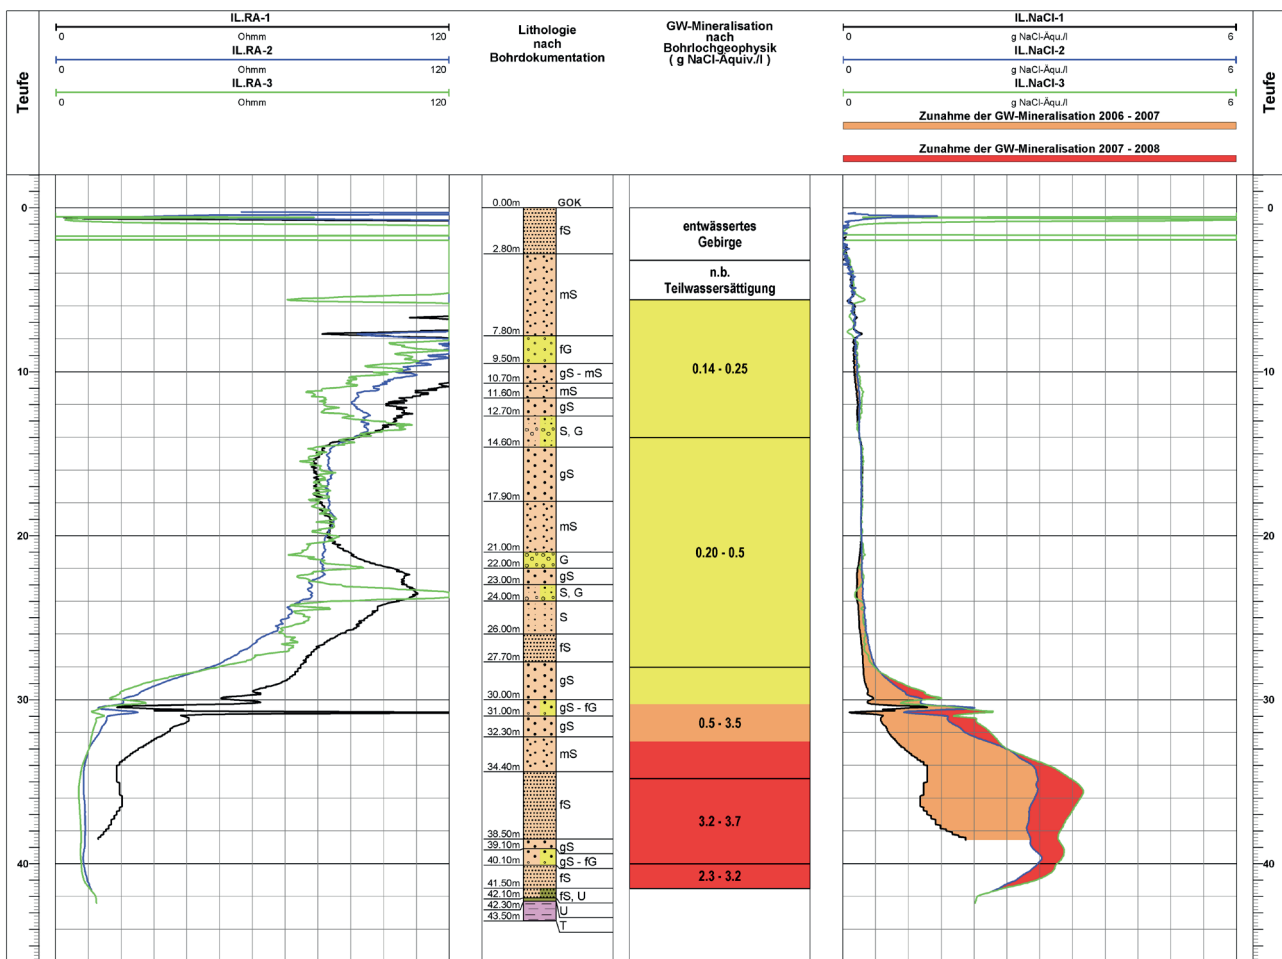 Teufe
IL.RA-1
0 Ohmm 120
IL.RA-2
0 Ohmm 120
IL.RA-3
0 Ohmm 120
Lithologie
nach
Bohrdokumentation
GW-Mineralisation
nach
Bohrlochgeophysik
( g NaCl-Äquiv./l )
IL.NaCl-1
0 g NaCl-Äqu./l 6
IL.NaCl-2
0 g NaCl-Äqu./l 6
IL.NaCl-3
0 g NaCl-Äqu./l 6
Zunahme der GW-Mineralisation 2006 - 2007
Zunahme der GW-Mineralisation 2007 - 2008
Teufe
0
10
20
30
40
0.00m GOK
fS
2.80m
mS
7.80m
fG
9.50m
gS - mS
10.70m
mS
11.60m
gS
12.70m
S, G
14.60m
gS
17.90m
mS
21.00m
G
22.00m
gS
23.00m
S, G
24.00m
S
26.00m
fS
27.70m
gS
30.00m
gS - fG
31.00m
gS
32.30m
mS
34.40m
fS
38.50m
gS
39.10m
gS - fG
40.10m
fS
41.50m
fS, U
42.10m
42.30m
U
43.50m
T
entwässertes
Gebirge
n.b.
Teilwassersättigung
0.14 - 0.25
0.20 - 0.5
0.5 - 3.5
3.2 - 3.7
2.3 - 3.2
0
10
20
30
40